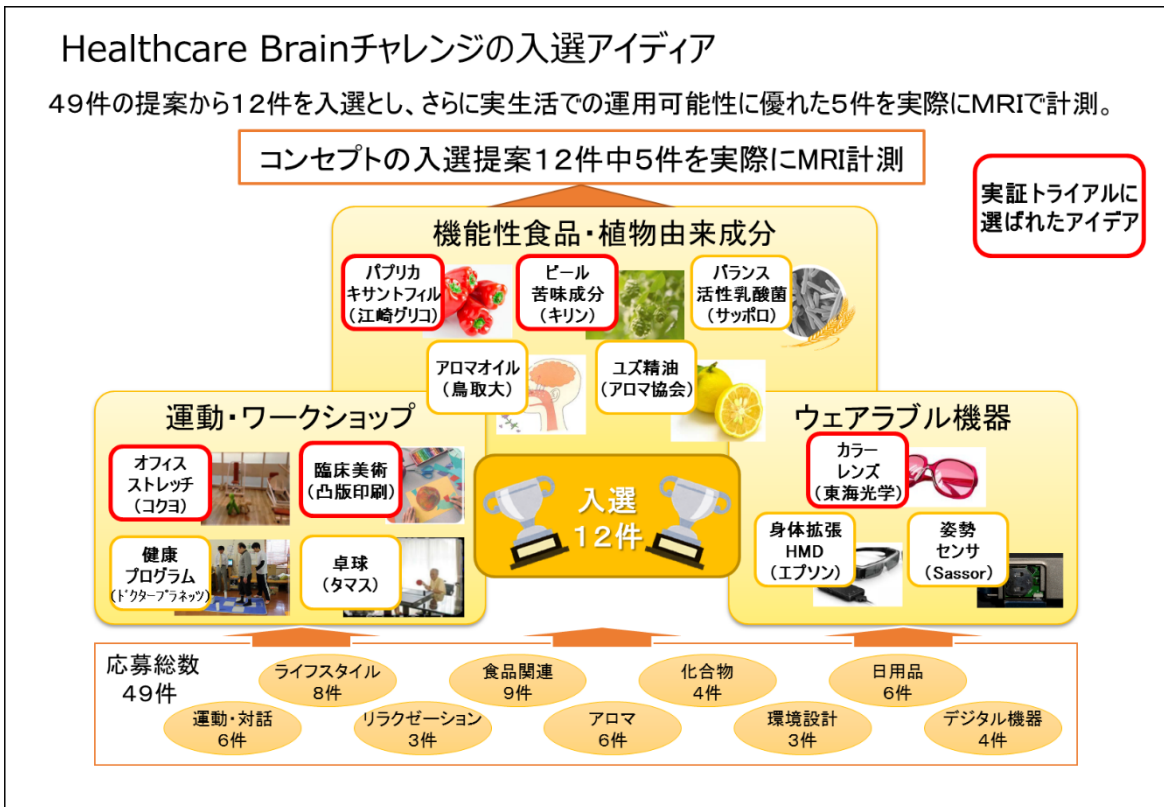 Healthcare Brainチャレンジの入選アイディア
49件の提案から12件を入選とし、さらに実生活での運用可能性に優れた5件を実際にMRIで計測。
コンセプトの入選提案12件中5件を実際にMRI計測
実証トライアルに
選ばれたアイデア
機能性食品・植物由来成分
パプリカ
キサントフィル
(江崎グリコ)
ビール
苦味成分
(キリン)
バランス
活性乳酸菌
(サッポロ)
アロマオイル
(鳥取大)
ユズ精油
(アロマ協会)
運動・ワークショップ
オフィス
ストレッチ
(コクヨ)
臨床美術
(凸版印刷)
健康
プログラム
(ドクタープラネッツ)
卓球
(タマス)
入選
12件
ウェアラブル機器
カラー
レンズ
(東海光学)
身体拡張
HMD
(エプソン)
姿勢
センサ
(Sassor)
応募総数
49件
ライフスタイル
8件
食品関連
9件
化合物
4件
日用品
6件
運動・対話
6件
リラクゼーション
3件
アロマ
6件
環境設計
3件
デジタル機器
4件